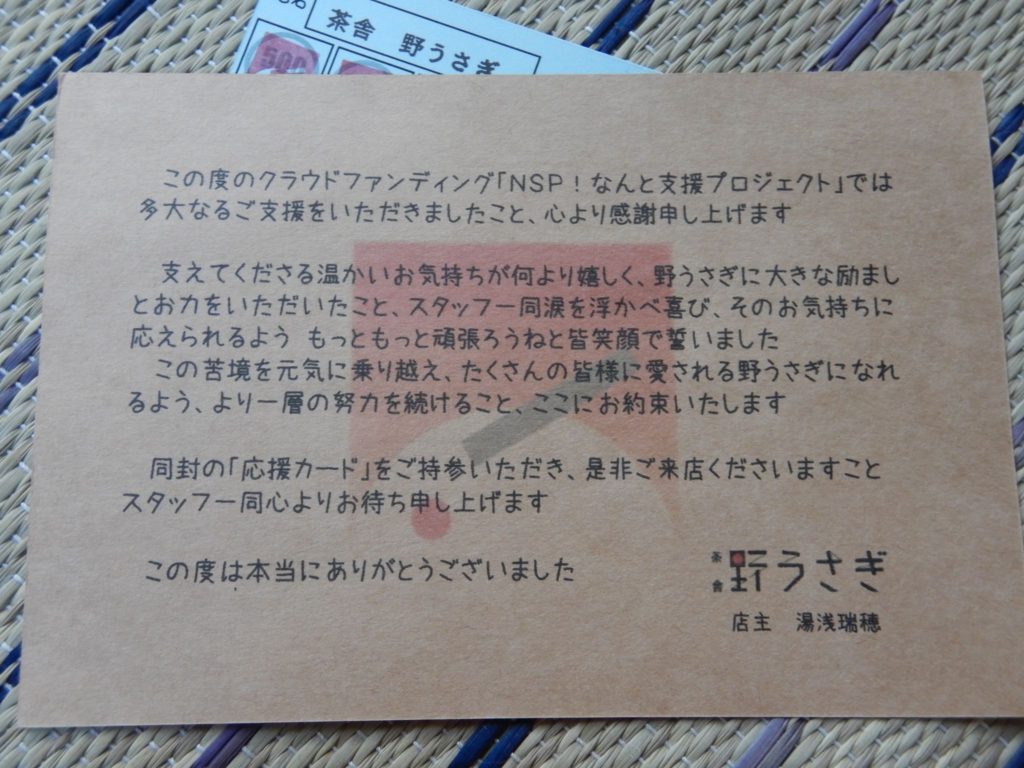 茶舎 野うさぎ
500
この度のクラウドファンディング「NSP!なんと支援プロジェクト」では
多大なるご支援をいただきましたこと、心より感謝申し上げます
支えてくださる温かいお気持ちが何より嬉しく、野うさぎに大きな励まし
とお力をいただいたこと、スタッフ一同涙を浮かべ喜び、そのお気持ちに
応えられるよう もっともっと頑張ろうねと皆笑顔で誓いました
この苦境を元気に乗り越え、たくさんの皆様に愛される野うさぎになれ
るよう、より一層の努力を続けること、ここにお約束いたします
同封の「応援カード」をご持参いただき、是非ご来店くださいますこと
スタッフ一同心よりお待ち申し上げます
この度は本当にありがとうございました
茶舎 野うさぎ
店主 湯浅瑞穂